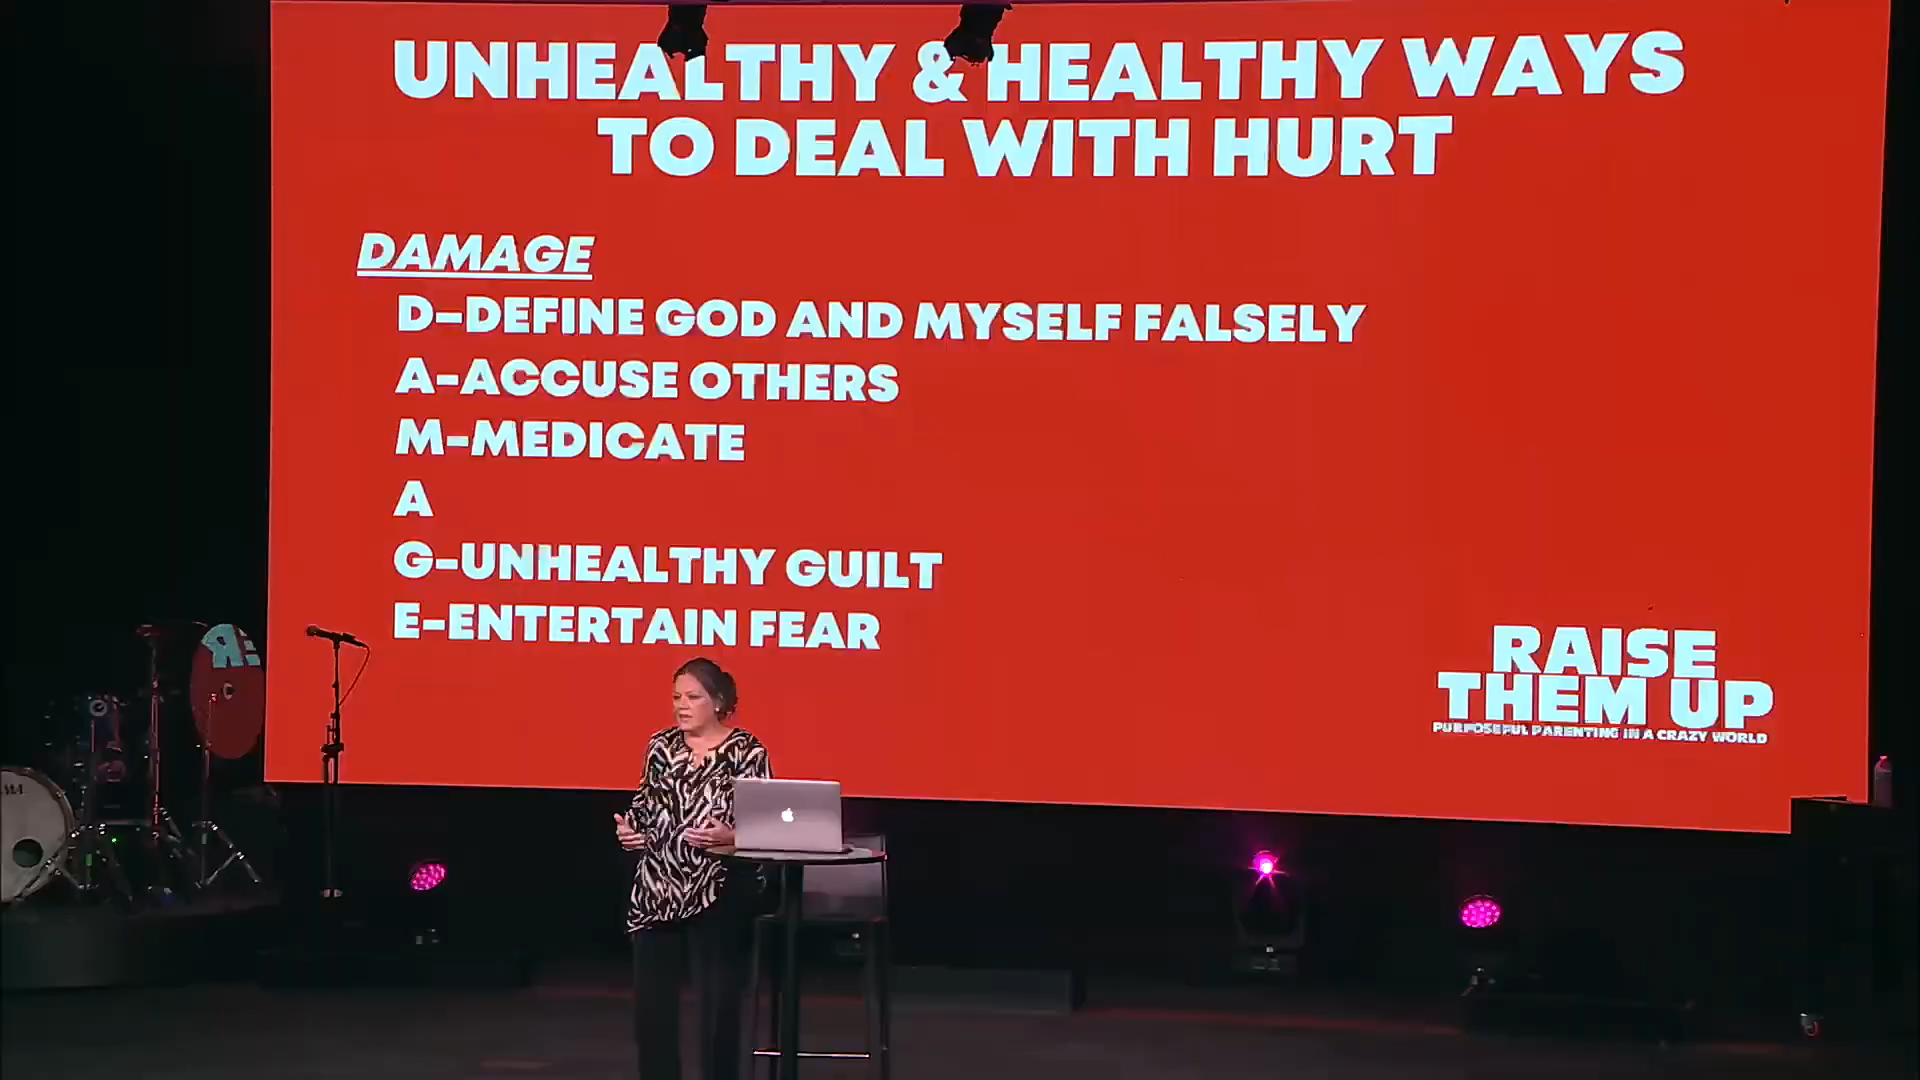 UNHEALTHY & HEALTHY WAYS
TO DEAL WITH HURT
DAMAGE
D-DEFINE GOD AND MYSELF FALSELY
A-ACCUSE OTHERS
M-MEDICATE
A
G-UNHEALTHY GUILT
E-ENTERTAIN FEAR
RAISE
THEM UP
PURPOSEFUL PARENTING IN A CRAZY WORLD